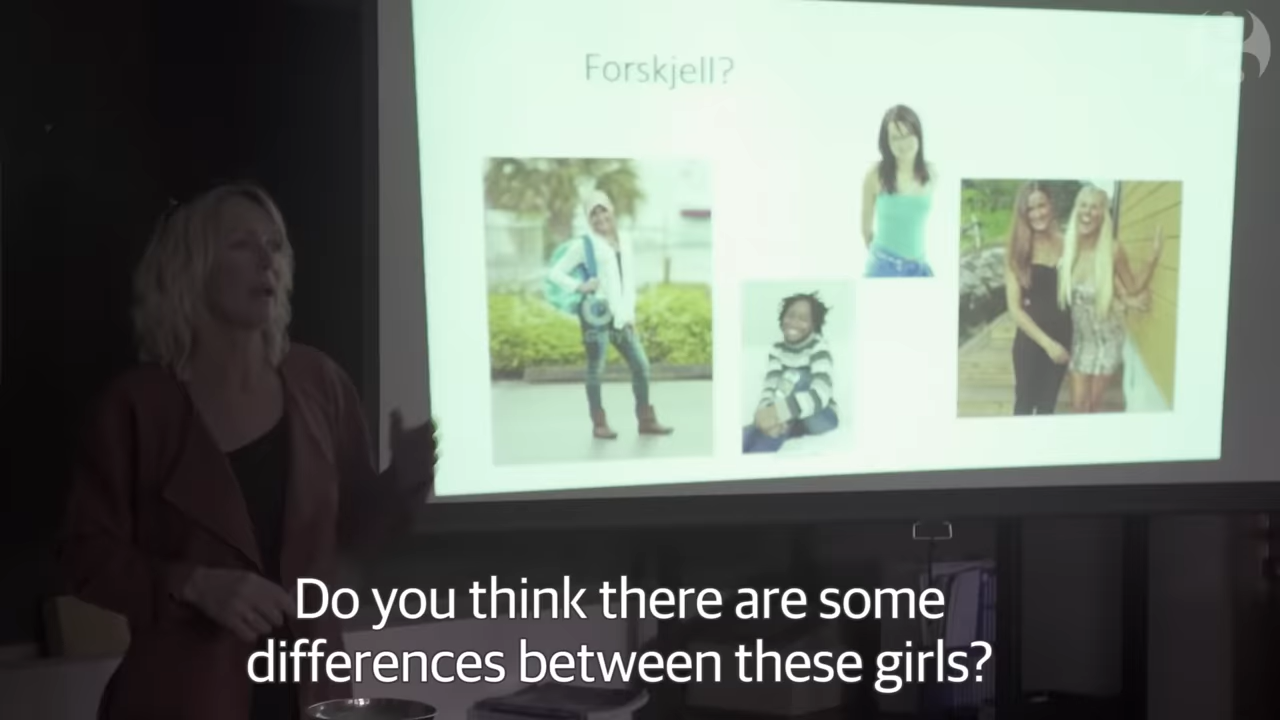 Forskjell?
Do you think there are some
differences between these girls?